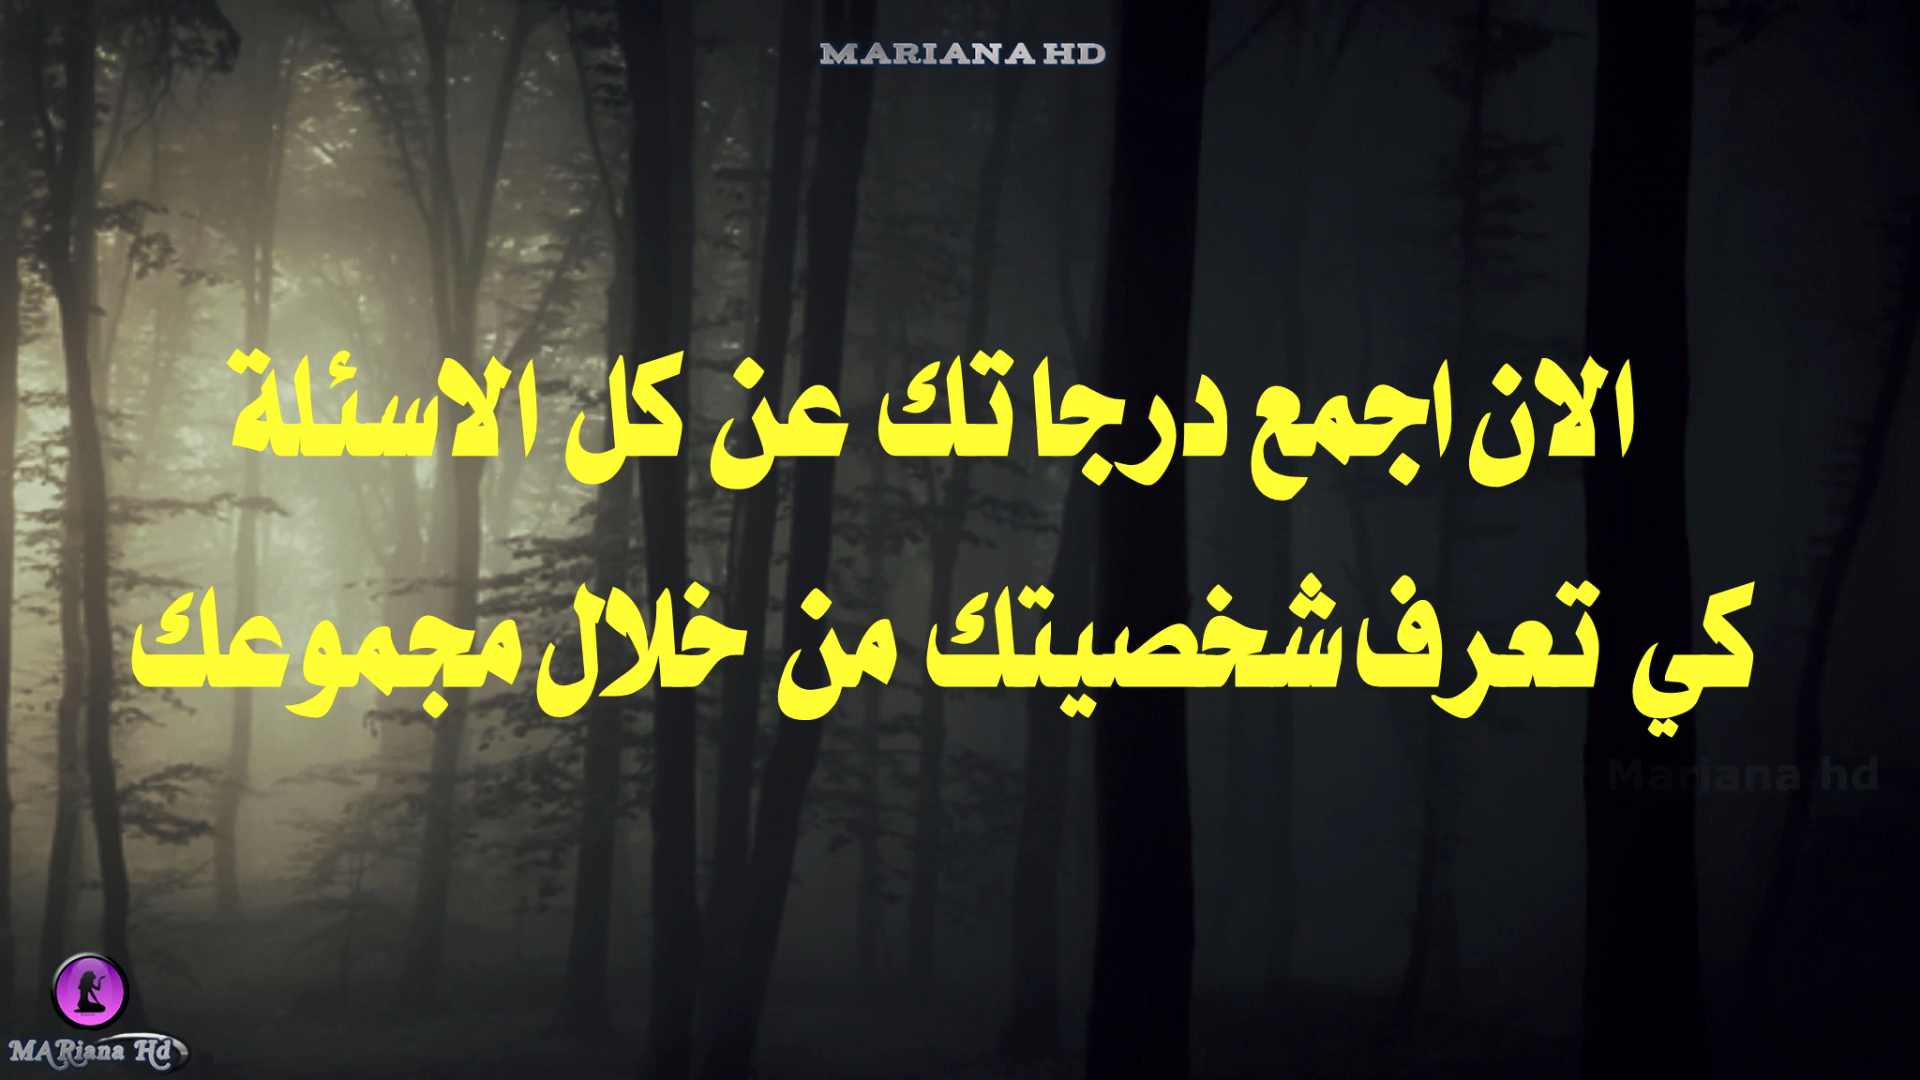 MARIANA HD
الان اجمع درجاتك عن كل الاسئلة
كي تعرف شخصيتك من خلال مجموعك
Mariana hd
MARiana Hd